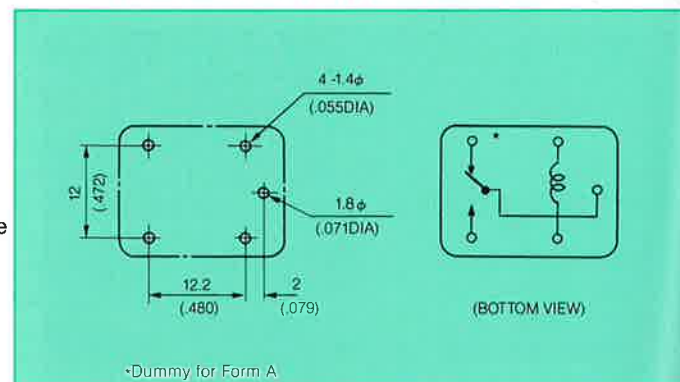 4 -1.4φ
(.055DIA)
*
12
(.472)
e
1.8φ
(.071DIA)
12.2
(.480)
2
(.079)
(BOTTOM VIEW)
*Dummy for Form A